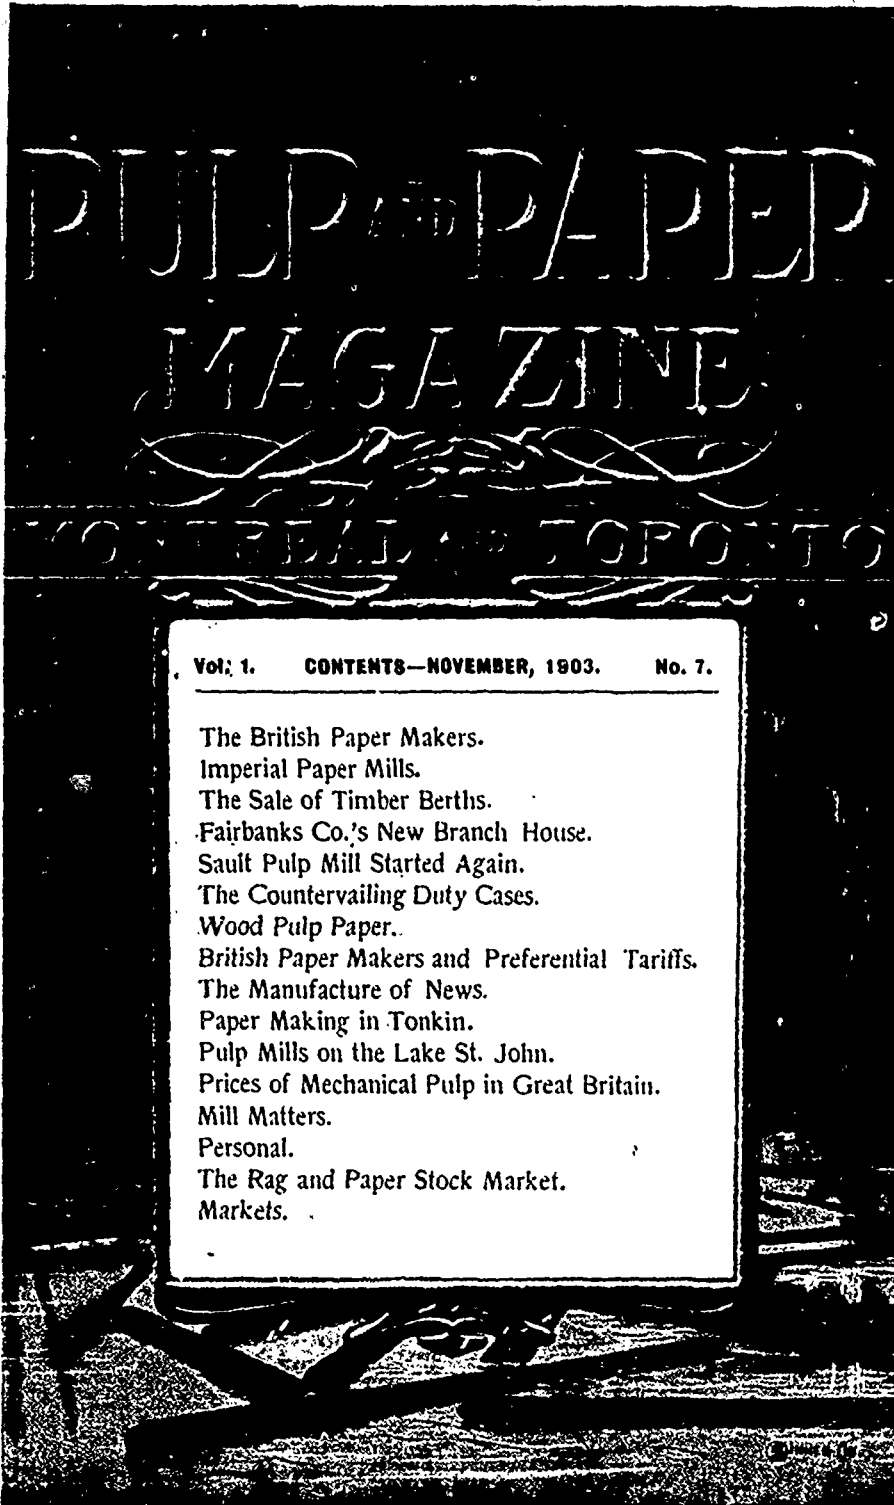 PULP AND PAPER
MAGAZINE
MONTREAL AND TORONTO
Vol. 1. CONTENTS—NOVEMBER, 1903. No. 7.
The British Paper Makers.
Imperial Paper Mills.
The Sale of Timber Berths.
Fairbanks Co.'s New Branch House.
Sault Pulp Mill Started Again.
The Countervailing Duty Cases.
Wood Pulp Paper.
British Paper Makers and Preferential Tariffs.
The Manufacture of News.
Paper Making in Tonkin.
Pulp Mills on the Lake St. John.
Prices of Mechanical Pulp in Great Britain.
Mill Matters.
Personal.
The Rag and Paper Stock Market.
Markets.